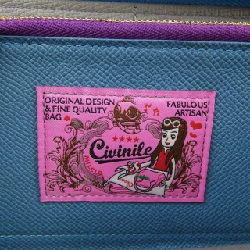 ORIGINAL DESIGN
& FINE QUALITY
BAG
FABULOUS
ARTISAN
Civinile